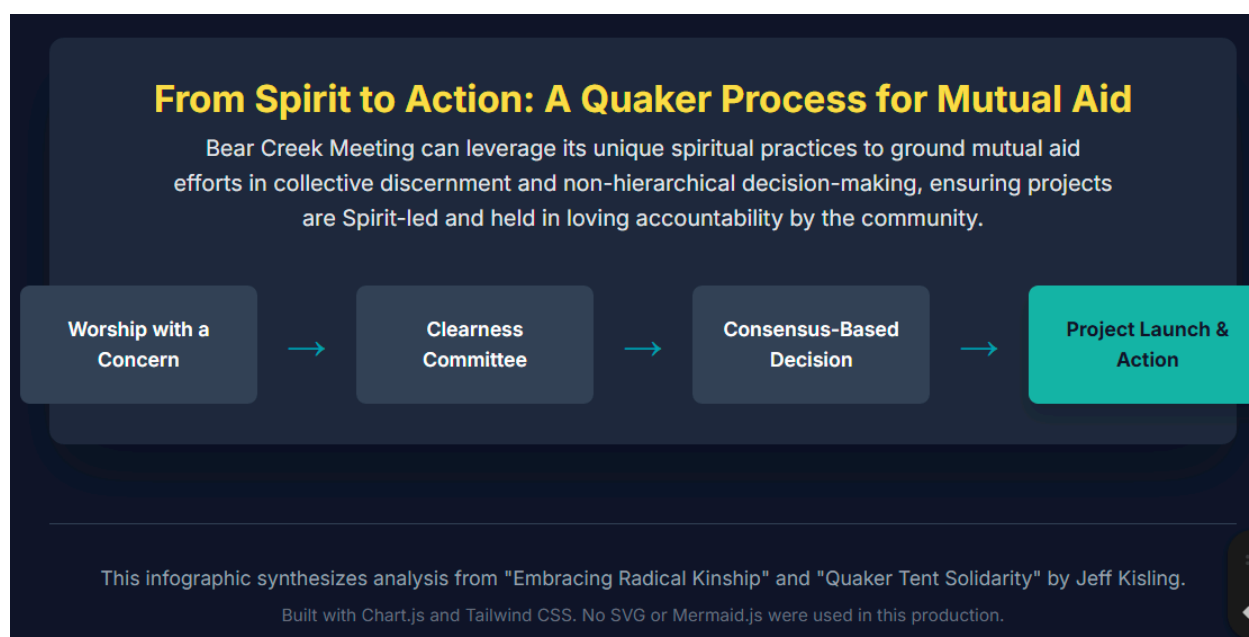 From Spirit to Action: A Quaker Process for Mutual Aid
Bear Creek Meeting can leverage its unique spiritual practices to ground mutual aid
efforts in collective discernment and non-hierarchical decision-making, ensuring projects
are Spirit-led and held in loving accountability by the community.
Worship with a
Concern
→
Clearness
Committee
→
Consensus-Based
Decision
→
Project Launch &
Action
This infographic synthesizes analysis from "Embracing Radical Kinship" and "Quaker Tent Solidarity" by Jeff Kisling.
Built with Chart.js and Tailwind CSS. No SVG or Mermaid.js were used in this production.